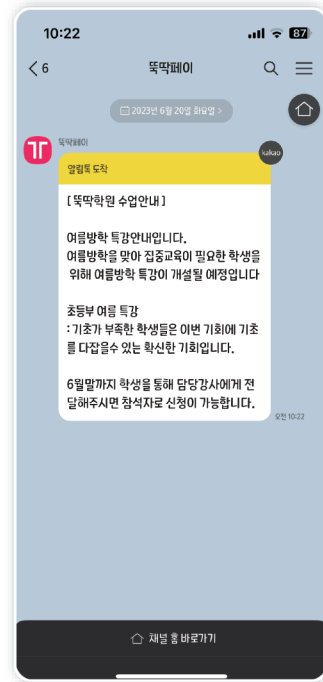 10:22
87
6
뚝딱페이
2023년 6월 20일 화요일 >
뚝딱페이
kakao
알림톡 도착
[ 뚝딱학원 수업안내 ]
여름방학 특강안내입니다.
여름방학을 맞아 집중교육이 필요한 학생을
위해 여름방학 특강이 개설될 예정입니다
초등부 여름 특강
: 기초가 부족한 학생들은 이번 기회에 기초
를 다잡을수 있는 확신한 기회입니다.
6월말까지 학생을 통해 담당강사에게 전
달해주시면 참석자로 신청이 가능합니다.
오전 10:22
채널 홈 바로가기